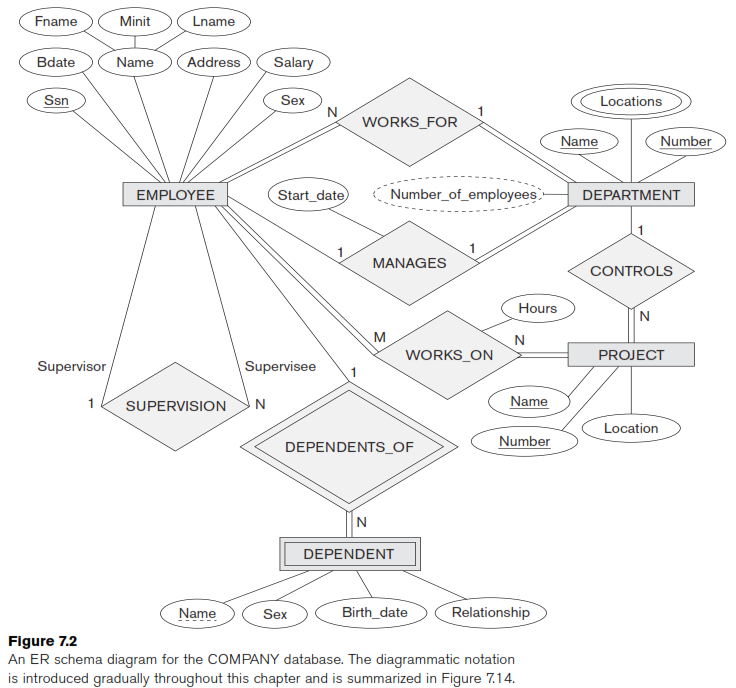 Fname
Minit
Lname
Bdate
Name
Address
Salary
Ssn
Sex
N
WORKS_FOR
1
Locations
Name
Number
EMPLOYEE
Start_date
Number_of_employees
DEPARTMENT
1
MANAGES
1
1
CONTROLS
N
Hours
M
WORKS_ON
N
PROJECT
Supervisor
Supervisee
1
1
SUPERVISION
N
Name
Number
Location
DEPENDENTS_OF
N
DEPENDENT
Name
Sex
Birth_date
Relationship
Figure 7.2
An ER schema diagram for the COMPANY database. The diagrammatic notation
is introduced gradually throughout this chapter and is summarized in Figure 7.14.